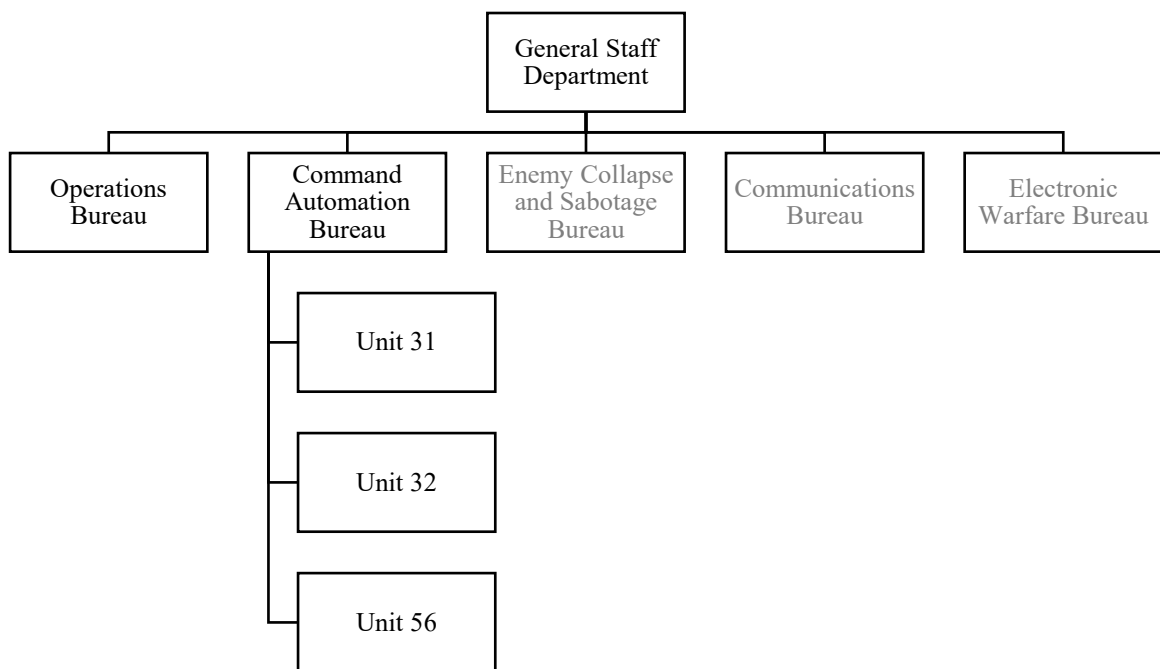 General Staff
Department
Operations
Bureau
Command
Automation
Bureau
Enemy Collapse
and Sabotage
Bureau
Communications
Bureau
Electronic
Warfare Bureau
Unit 31
Unit 32
Unit 56